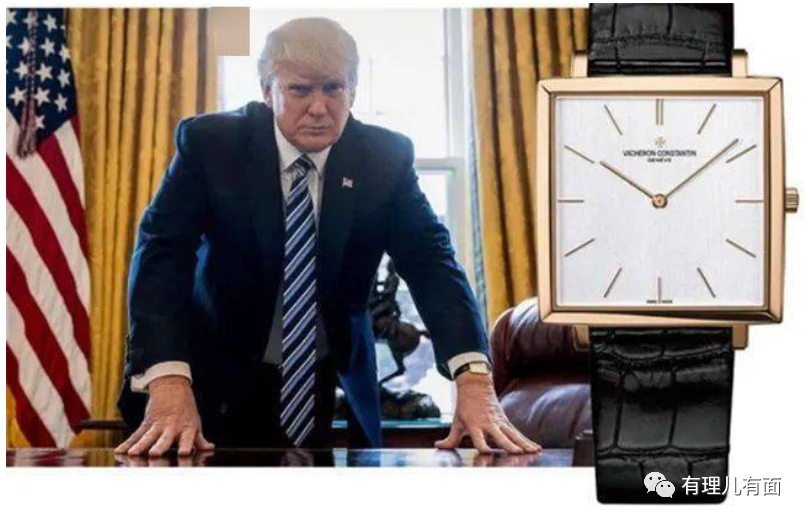 VACHERON CONSTANTIN
GENÈVE
有理儿有面